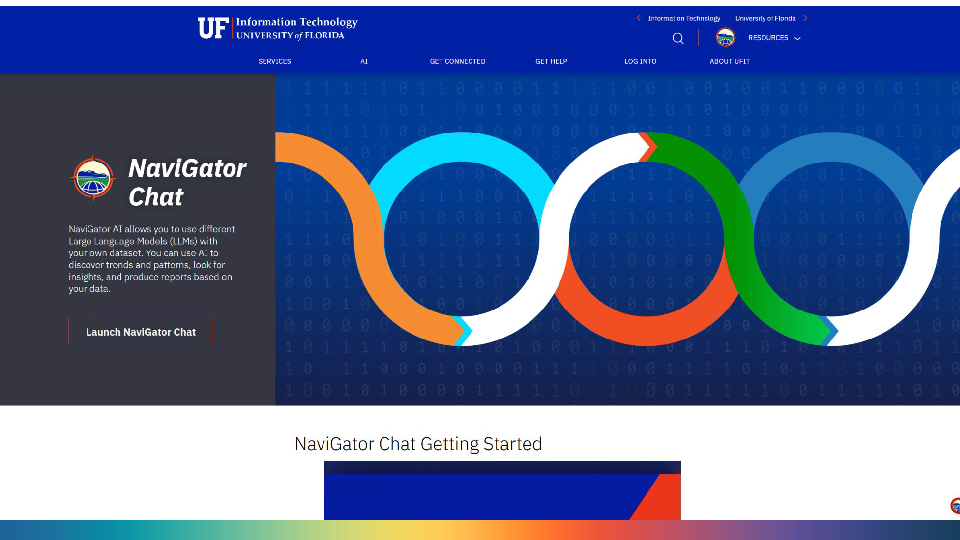 UF Information Technology
UNIVERSITY of FLORIDA
Information Technology University of Florida
RESOURCES
SERVICES AI GET CONNECTED GET HELP LOG INTO ABOUT UFIT
NaviGator
Chat
NaviGator AI allows you to use different
Large Language Models (LLMs) with
your own dataset. You can use AI to
discover trends and patterns, look for
insights, and produce reports based on
your data.
Launch NaviGator Chat
NaviGator Chat Getting Started